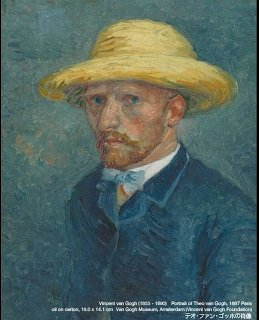 Vincent van Gogh (1853 - 1890)   Portrait of Theo van Gogh, 1887 Paris
oil on carton, 19.0 x 14.1 cm  Van Gogh Museum, Amsterdam (Vincent van Gogh Foundation)
テオ・ファン・ゴッホの肖像